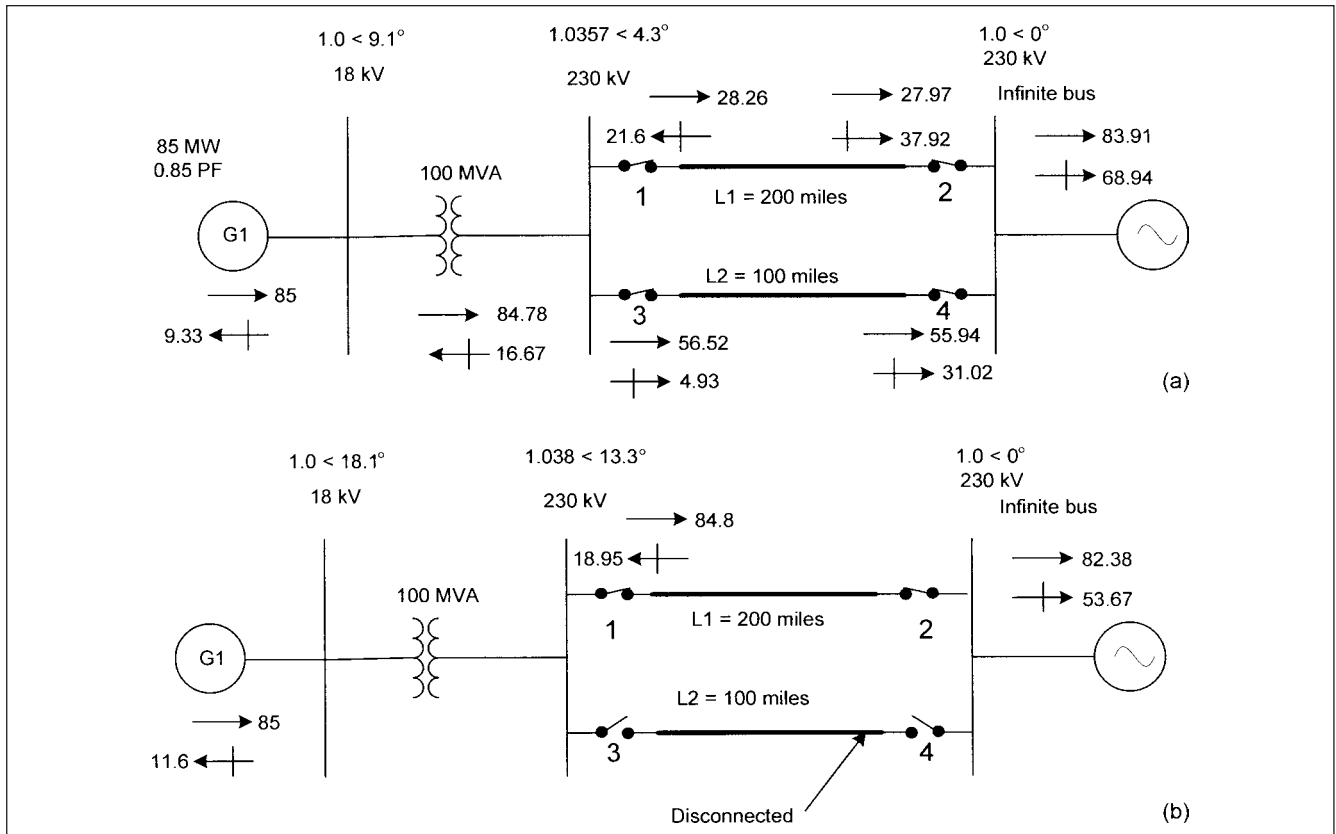 1.0 < 9.1°
18 kV
1.0357 < 4.3°
230 kV
1.0 < 0°
230 kV
Infinite bus
28.26
21.6
27.97
37.92
83.91
68.94
85 MW
0.85 PF
100 MVA
1
2
L1 = 200 miles
G1
L2 = 100 miles
3
4
85
9.33
84.78
16.67
56.52
4.93
55.94
31.02
(a)
1.0 < 18.1°
18 kV
1.038 < 13.3°
230 kV
1.0 < 0°
230 kV
Infinite bus
84.8
18.95
82.38
53.67
100 MVA
1
2
L1 = 200 miles
G1
L2 = 100 miles
3
4
85
11.6
Disconnected
(b)